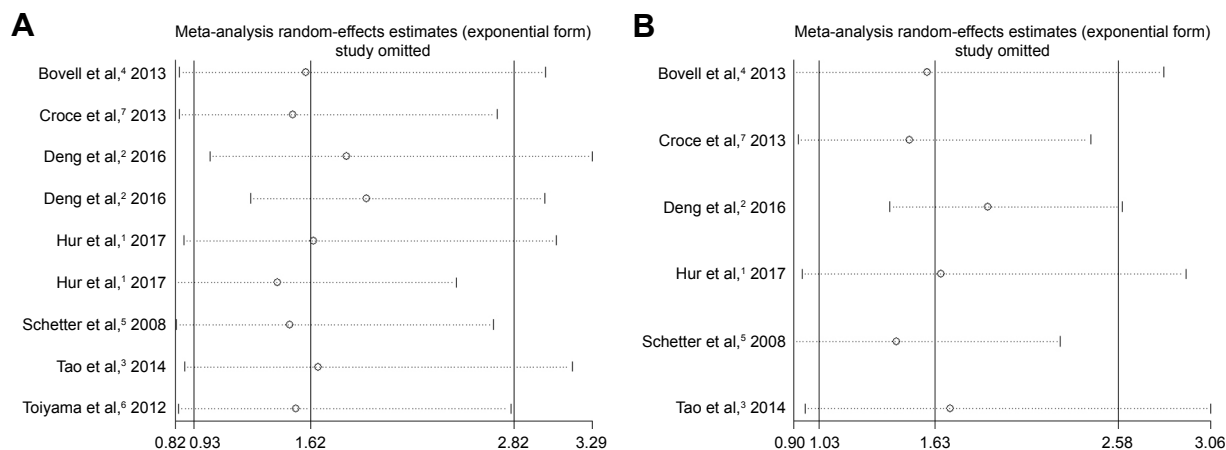 A
Meta-analysis random-effects estimates (exponential form)
study omitted
Bovell et al,⁴ 2013
Croce et al,⁷ 2013
Deng et al,² 2016
Deng et al,² 2016
Hur et al,¹ 2017
Hur et al,¹ 2017
Schetter et al,⁵ 2008
Tao et al,³ 2014
Toiyama et al,⁶ 2012
0.82 0.93 1.62 2.82 3.29
B
Meta-analysis random-effects estimates (exponential form)
study omitted
Bovell et al,⁴ 2013
Croce et al,⁷ 2013
Deng et al,² 2016
Hur et al,¹ 2017
Schetter et al,⁵ 2008
Tao et al,³ 2014
0.90 1.03 1.63 2.58 3.06